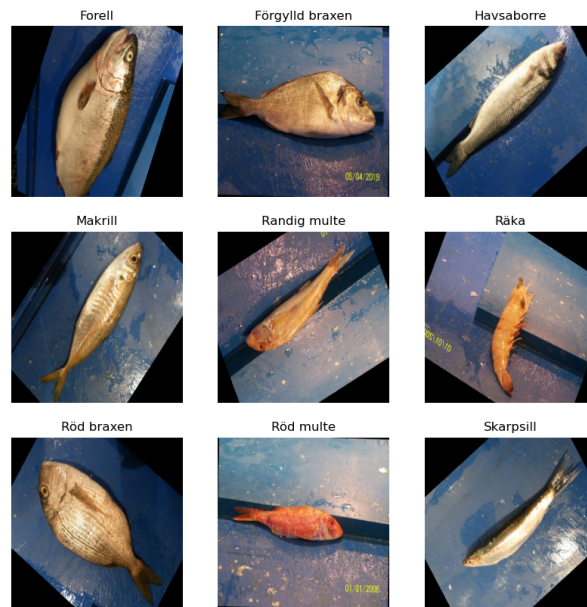 Forell
Förgylld braxen
Havsaborre
05/04/2019
Makrill
Randig multe
Räka
Röd braxen
Röd multe
Skarpsill
01/01/2006